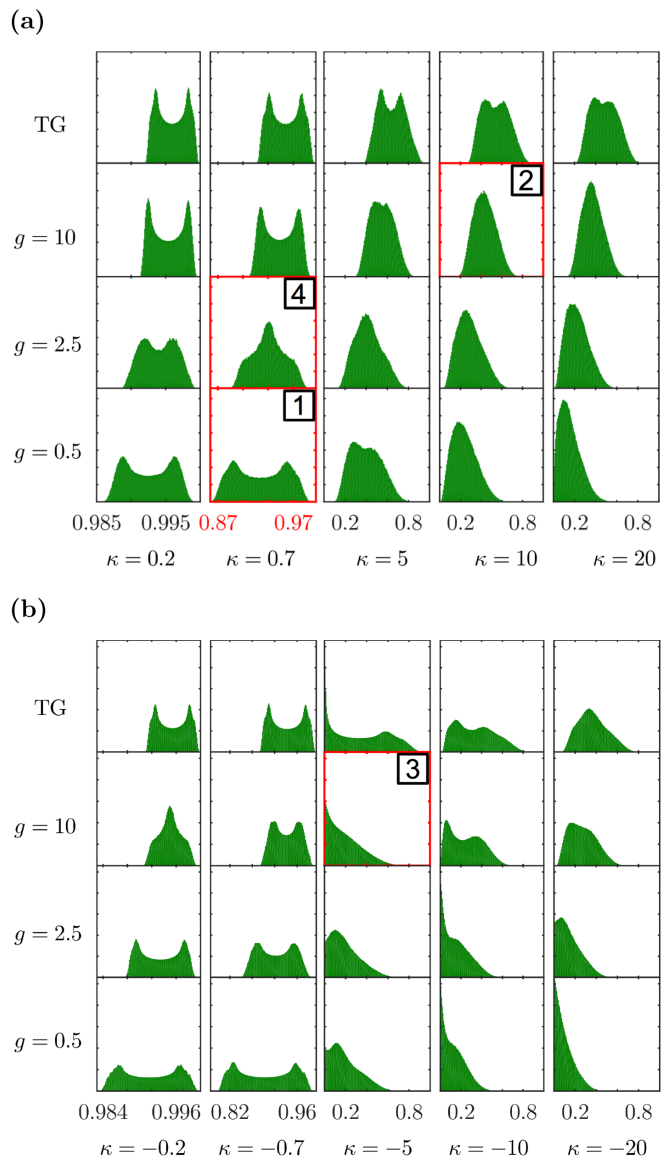 (a)
TG
2
g = 10
4
g = 2.5
1
g = 0.5
0.985 0.995 0.87 0.97 0.2 0.8 0.2 0.8 0.2 0.8
κ = 0.2 κ = 0.7 κ = 5 κ = 10 κ = 20
(b)
TG
3
g = 10
g = 2.5
g = 0.5
0.984 0.996 0.82 0.96 0.2 0.8 0.2 0.8 0.2 0.8
κ = −0.2 κ = −0.7 κ = −5 κ = −10 κ = −20